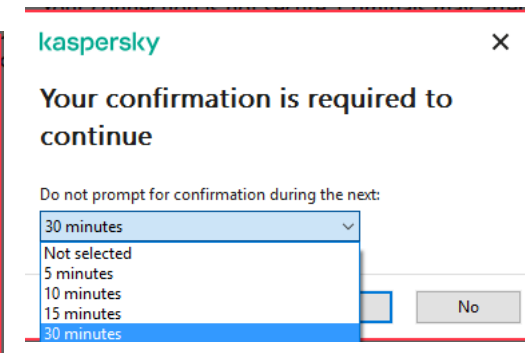 kaspersky
Your confirmation is required to
continue
Do not prompt for confirmation during the next:
30 minutes
Not selected
5 minutes
10 minutes
15 minutes
30 minutes
No